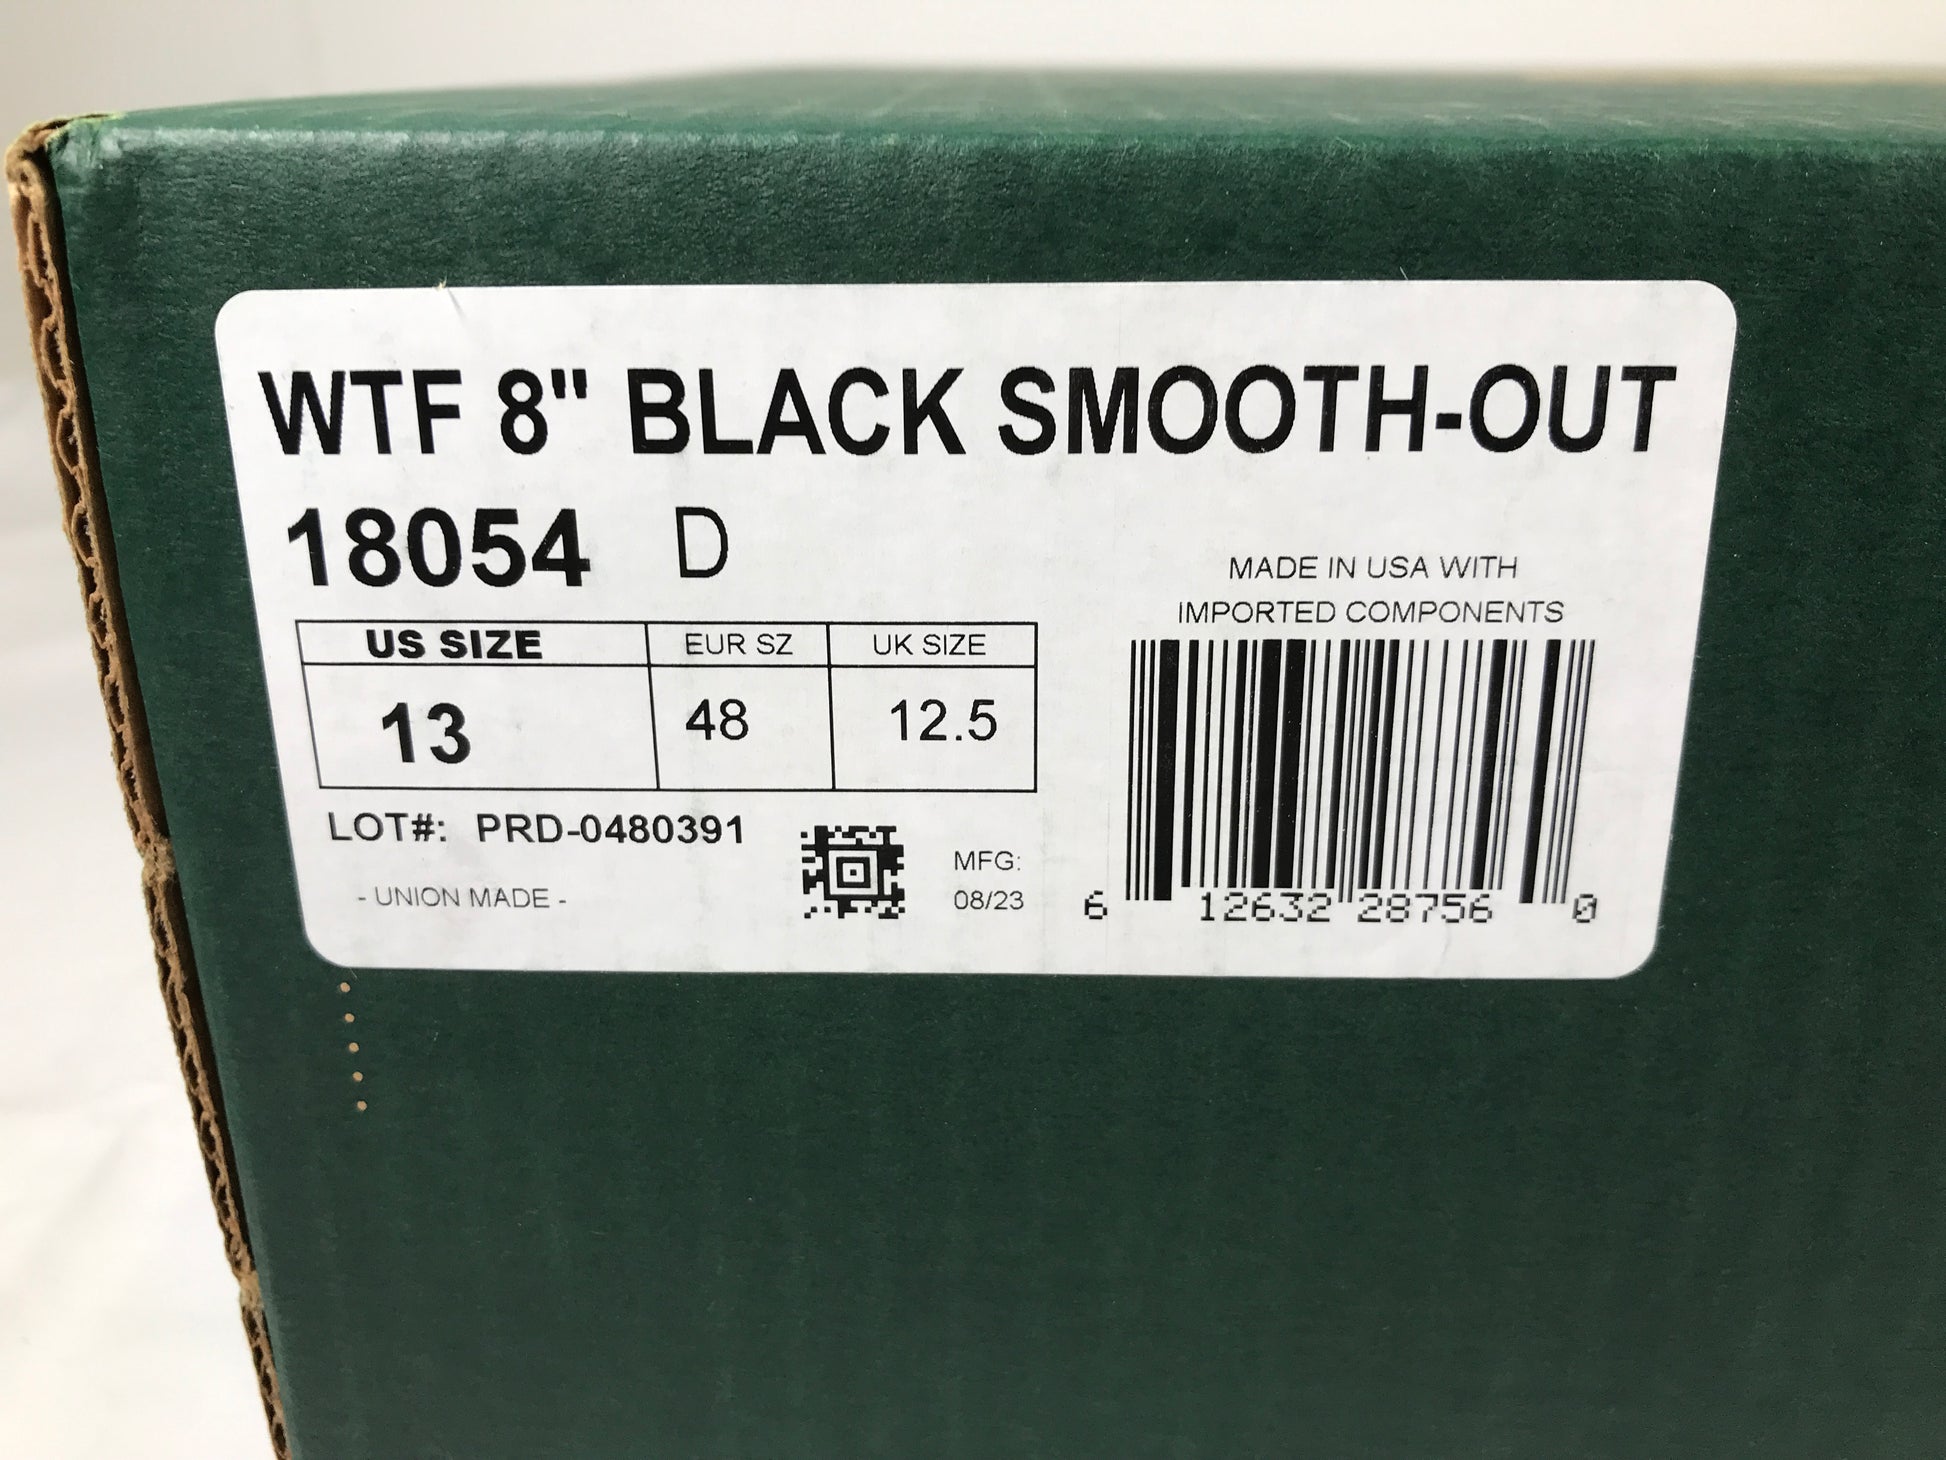 WTF 8" BLACK SMOOTH-OUT
18054 D
MADE IN USA WITH
IMPORTED COMPONENTS
US SIZE EUR SZ UK SIZE
13 48 12.5
LOT#: PRD-0480391
- UNION MADE -
MFG:
08/23
6 12632 28756 0